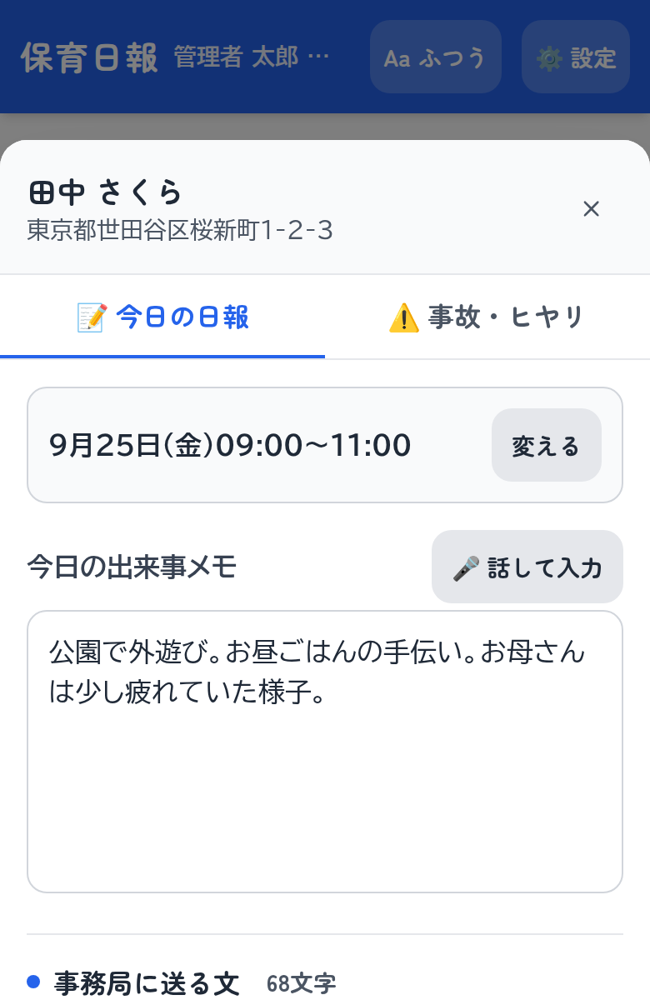 保育日報 管理者 太郎 … Aa ふつう ⚙️ 設定
田中 さくら
東京都世田谷区桜新町1-2-3
×
📝 今日の日報 ⚠️ 事故・ヒヤリ
9月25日(金)09:00〜11:00 変える
今日の出来事メモ 🎤 話して入力
公園で外遊び。お昼ごはんの手伝い。お母さん
は少し疲れていた様子。
事務局に送る文 68文字